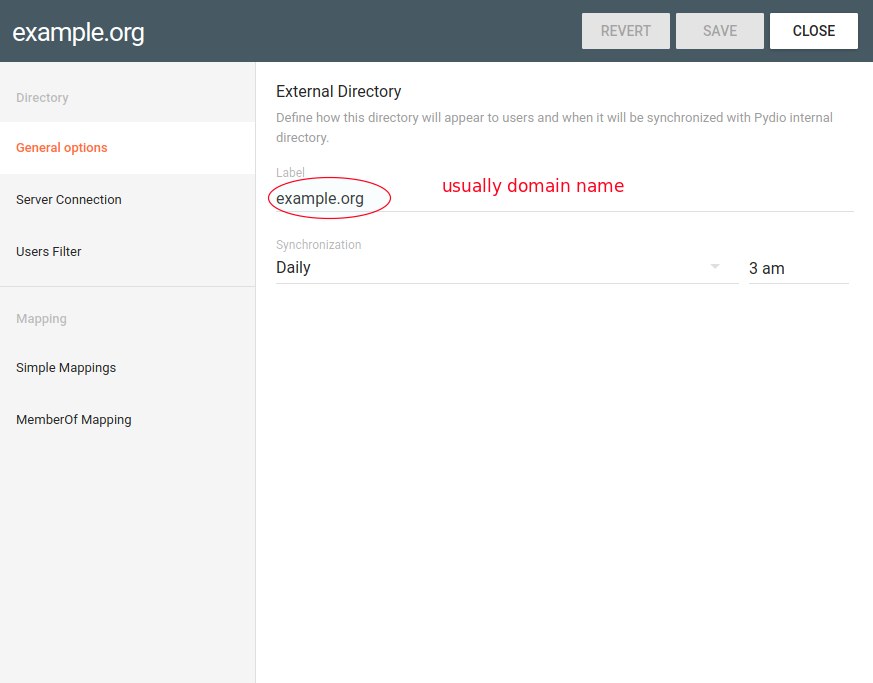 example.org
REVERT
SAVE
CLOSE
Directory
General options
Server Connection
Users Filter
Mapping
Simple Mappings
MemberOf Mapping
External Directory
Define how this directory will appear to users and when it will be synchronized with Pydio internal
directory.
Label
example.org
usually domain name
Synchronization
Daily
3 am